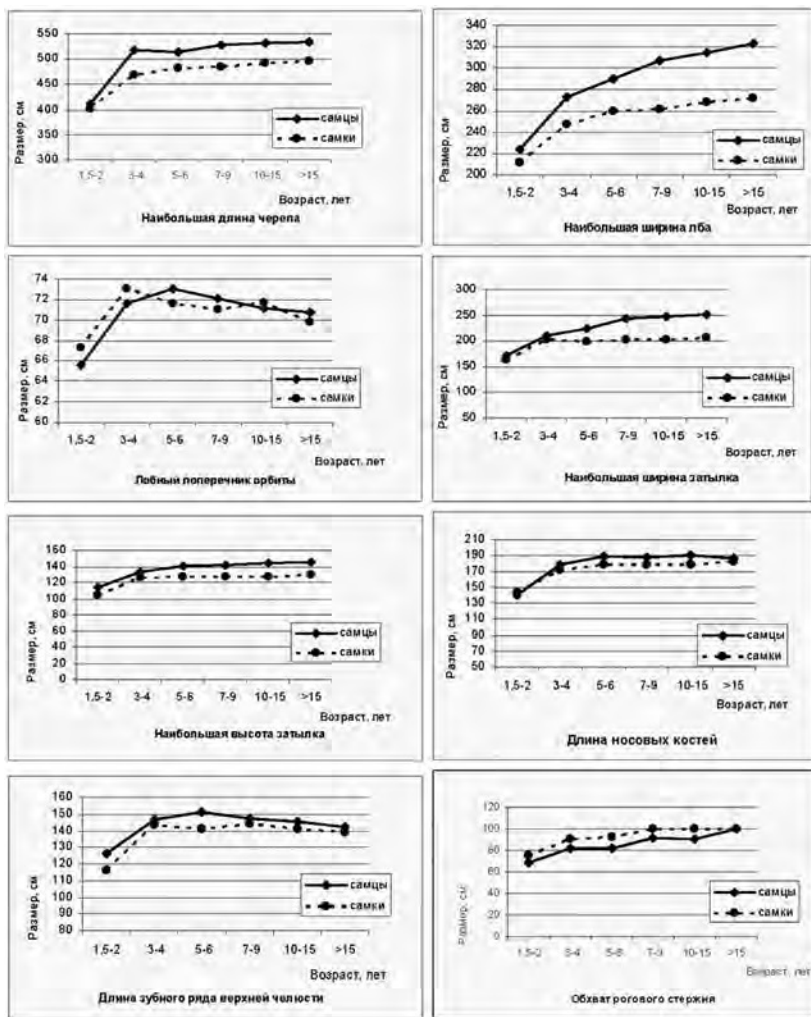 550
500
450
400
350
300
Размер, см
самцы
самки
1,5-2 3-4 5-6 7-9 10-15 >15
Возраст, лет
Наибольшая длина черепа
340
320
300
280
260
240
220
200
Размер, см
самцы
самки
1,5-2 3-4 5-6 7-9 10-15 >15
Возраст, лет
Наибольшая ширина лба
74
72
70
68
66
64
62
60
Размер, см
самцы
самки
1,5-2 3-4 5-6 7-9 10-15 >15
Возраст, лет
Лобный поперечник орбиты
300
250
200
150
100
50
Размер, см
самцы
самки
1,5-2 3-4 5-6 7-9 10-15 >15
Возраст, лет
Наибольшая ширина затылка
160
140
120
100
80
60
40
20
0
Размер, см
самцы
самки
1,5-2 3-4 5-6 7-9 10-15 >15
Возраст, лет
Наибольшая высота затылка
210
190
170
150
130
110
90
70
50
Размер, см
самцы
самки
1,5-2 3-4 5-6 7-9 10-15 >15
Возраст, лет
Длина носовых костей
160
150
140
130
120
110
100
90
80
Размер, см
самцы
самки
1,5-2 3-4 5-6 7-9 10-15 >15
Возраст, лет
Длина зубного ряда верхней челюсти
120
100
80
60
40
20
0
Размер, см
самцы
самки
1,5-2 3-4 5-6 7-9 10-15 >15
Возраст, лет
Обхват рогового стержня